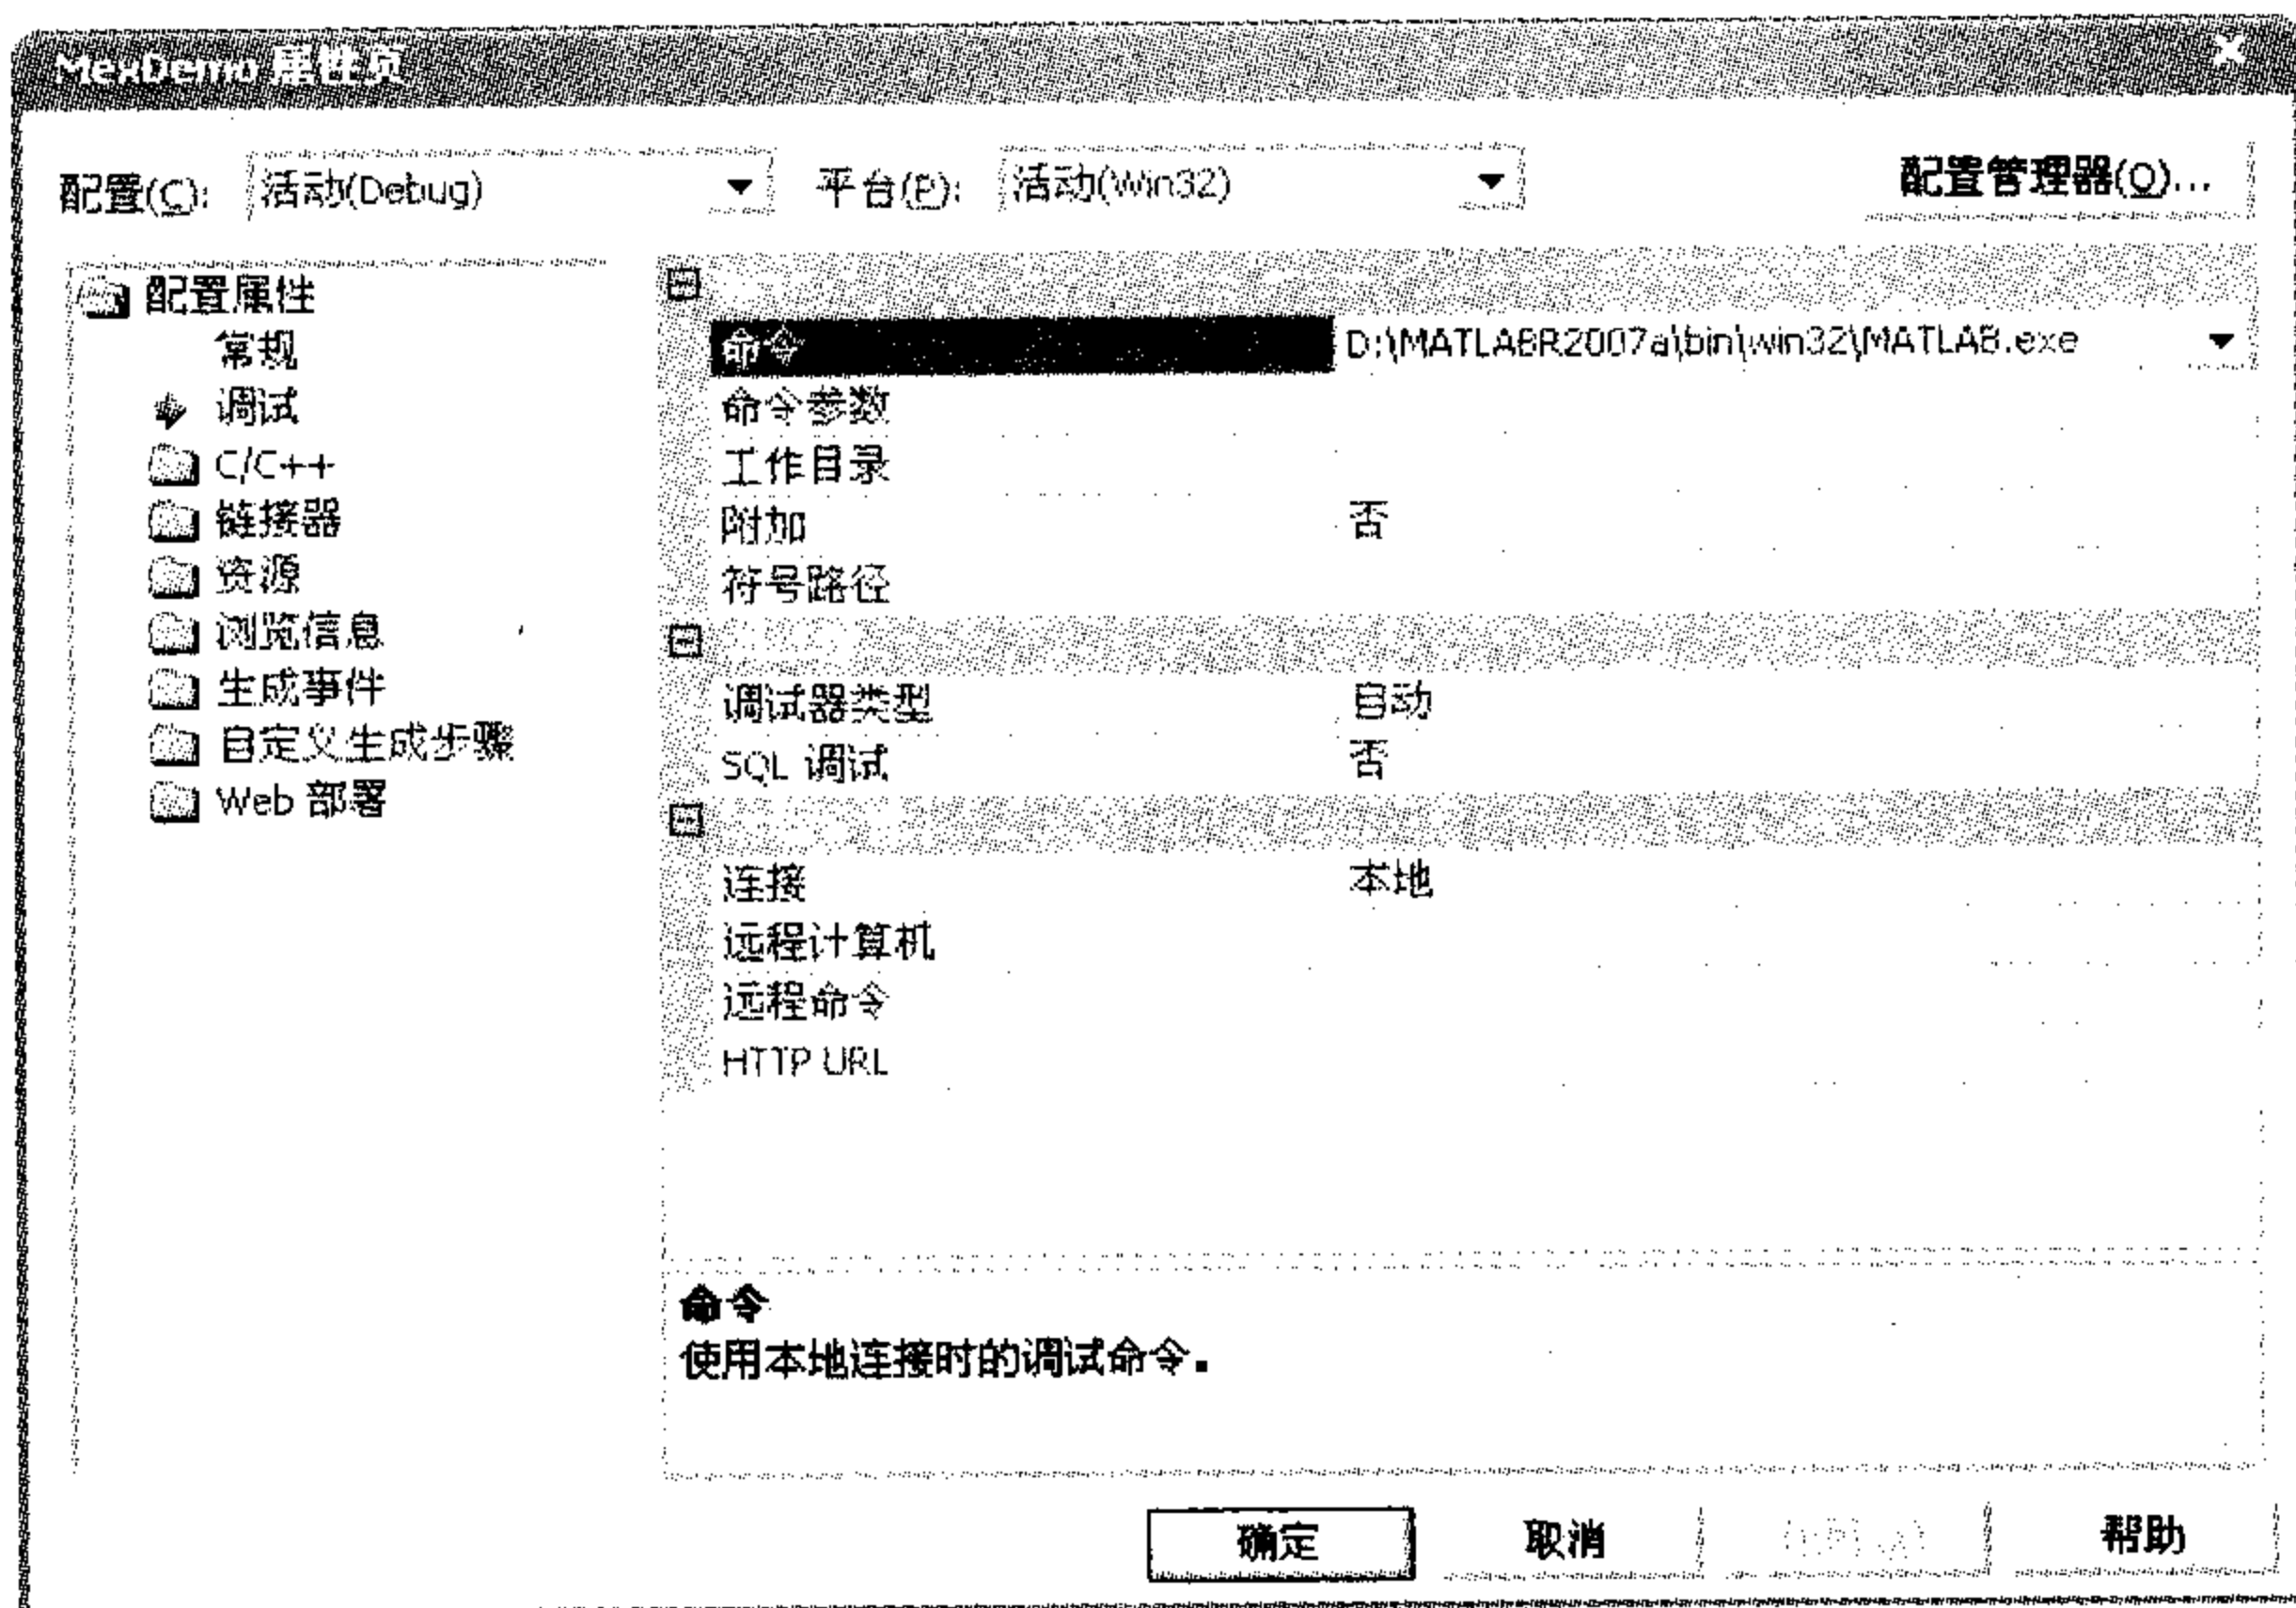 MexDemo 属性页
配置(C): 活动(Debug) 平台(P): 活动(Win32) 配置管理器(O)...
配置属性
常规
调试
C/C++
链接器
资源
浏览信息
生成事件
自定义生成步骤
Web 部署
命令 D:\MATLABR2007a\bin\win32\MATLAB.exe
命令参数
工作目录
附加 否
符号路径
调试器类型 自动
SQL 调试 否
连接 本地
远程计算机
远程命令
HTTP URL
命令
使用本地连接时的调试命令。
确定 取消 帮助